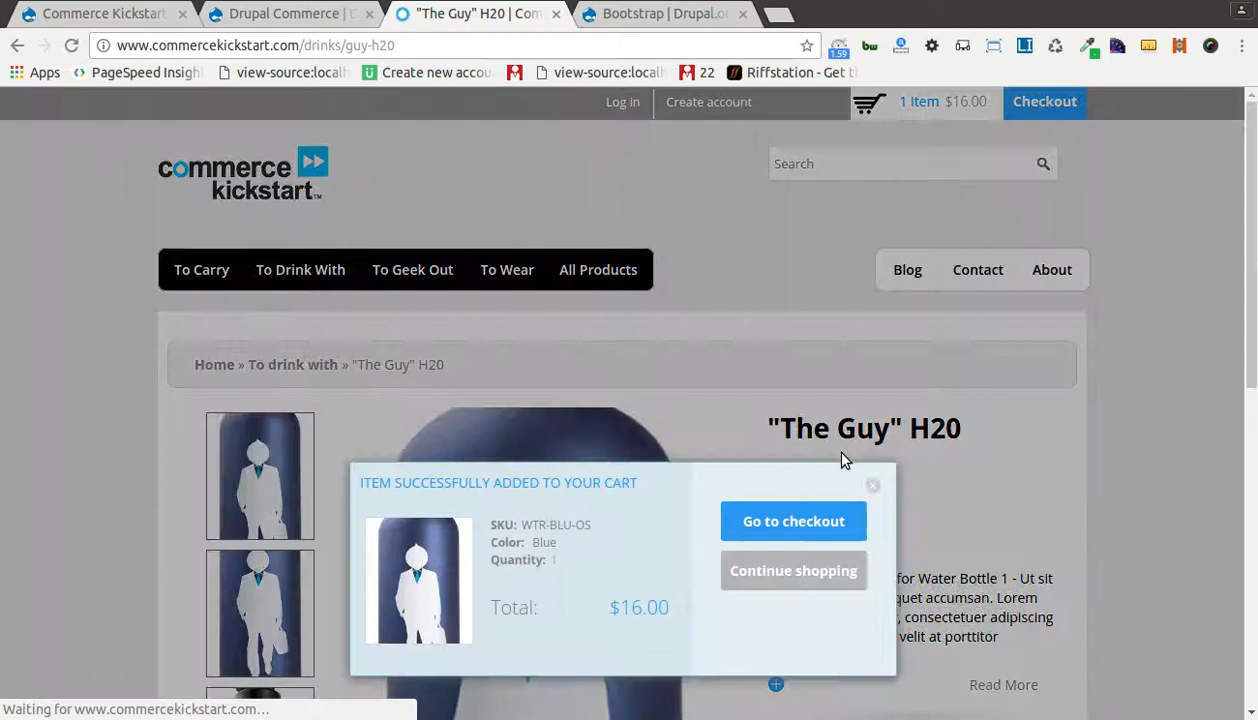 Commerce Kickstart
Drupal Commerce | D
"The Guy" H20 | Com
Bootstrap | Drupal.or
www.commercekickstart.com/drinks/guy-h20
1.59
bw
Apps
PageSpeed Insigh
view-source:local
Create new accou
view-source:local
22
Riffstation - Get t
Log in
Create account
1 item $16.00
Checkout
commerce
kickstart™
Search
To Carry
To Drink With
To Geek Out
To Wear
All Products
Blog
Contact
About
Home » To drink with » "The Guy" H20
"The Guy" H20
ITEM SUCCESSFULLY ADDED TO YOUR CART
SKU: WTR-BLU-OS
Color: Blue
Quantity: 1
Total: $16.00
Go to checkout
Continue shopping
for Water Bottle 1 - Ut sit
quet accumsan. Lorem
, consectetuer adipiscing
velit at porttitor
Read More
Waiting for www.commercekickstart.com...